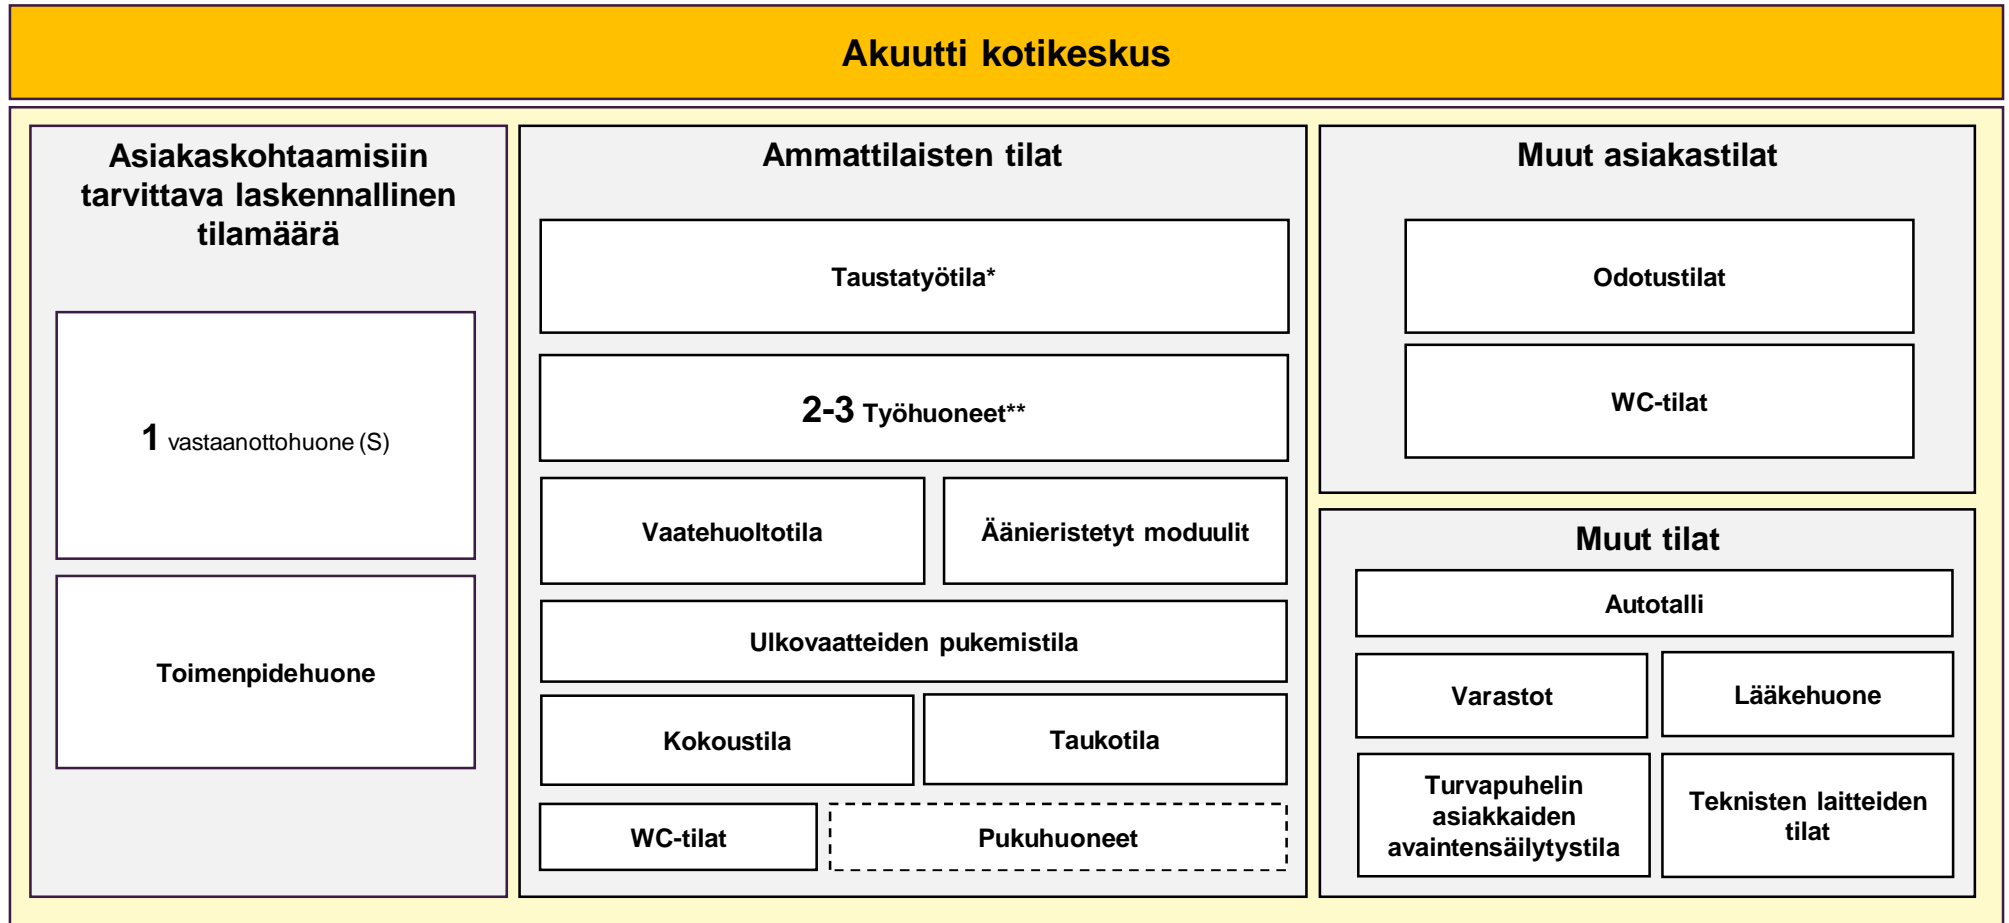 Akuutti kotikeskus
Asiakaskohtaamisiin
tarvittava laskennallinen
tilamäärä
1 vastaanottohuone (S)
Toimenpidehuone
Ammattilaisten tilat
Taustatyötila*
2-3 Työhuoneet**
Vaatehuoltotila
Äänieristetyt moduulit
Ulkovaatteiden pukemistila
Kokoustila
Taukotila
WC-tilat
Pukuhuoneet
Muut asiakastilat
Odotustilat
WC-tilat
Muut tilat
Autotalli
Varastot
Lääkehuone
Turvapuhelin
asiakkaiden
avaintensäilytystila
Teknisten laitteiden
tilat